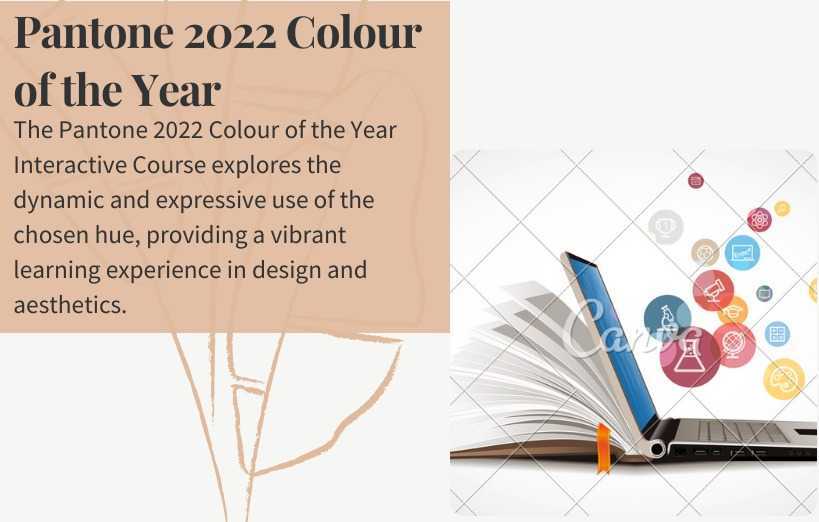 Pantone 2022 Colour
of the Year
The Pantone 2022 Colour of the Year
Interactive Course explores the
dynamic and expressive use of the
chosen hue, providing a vibrant
learning experience in design and
aesthetics.
Canva